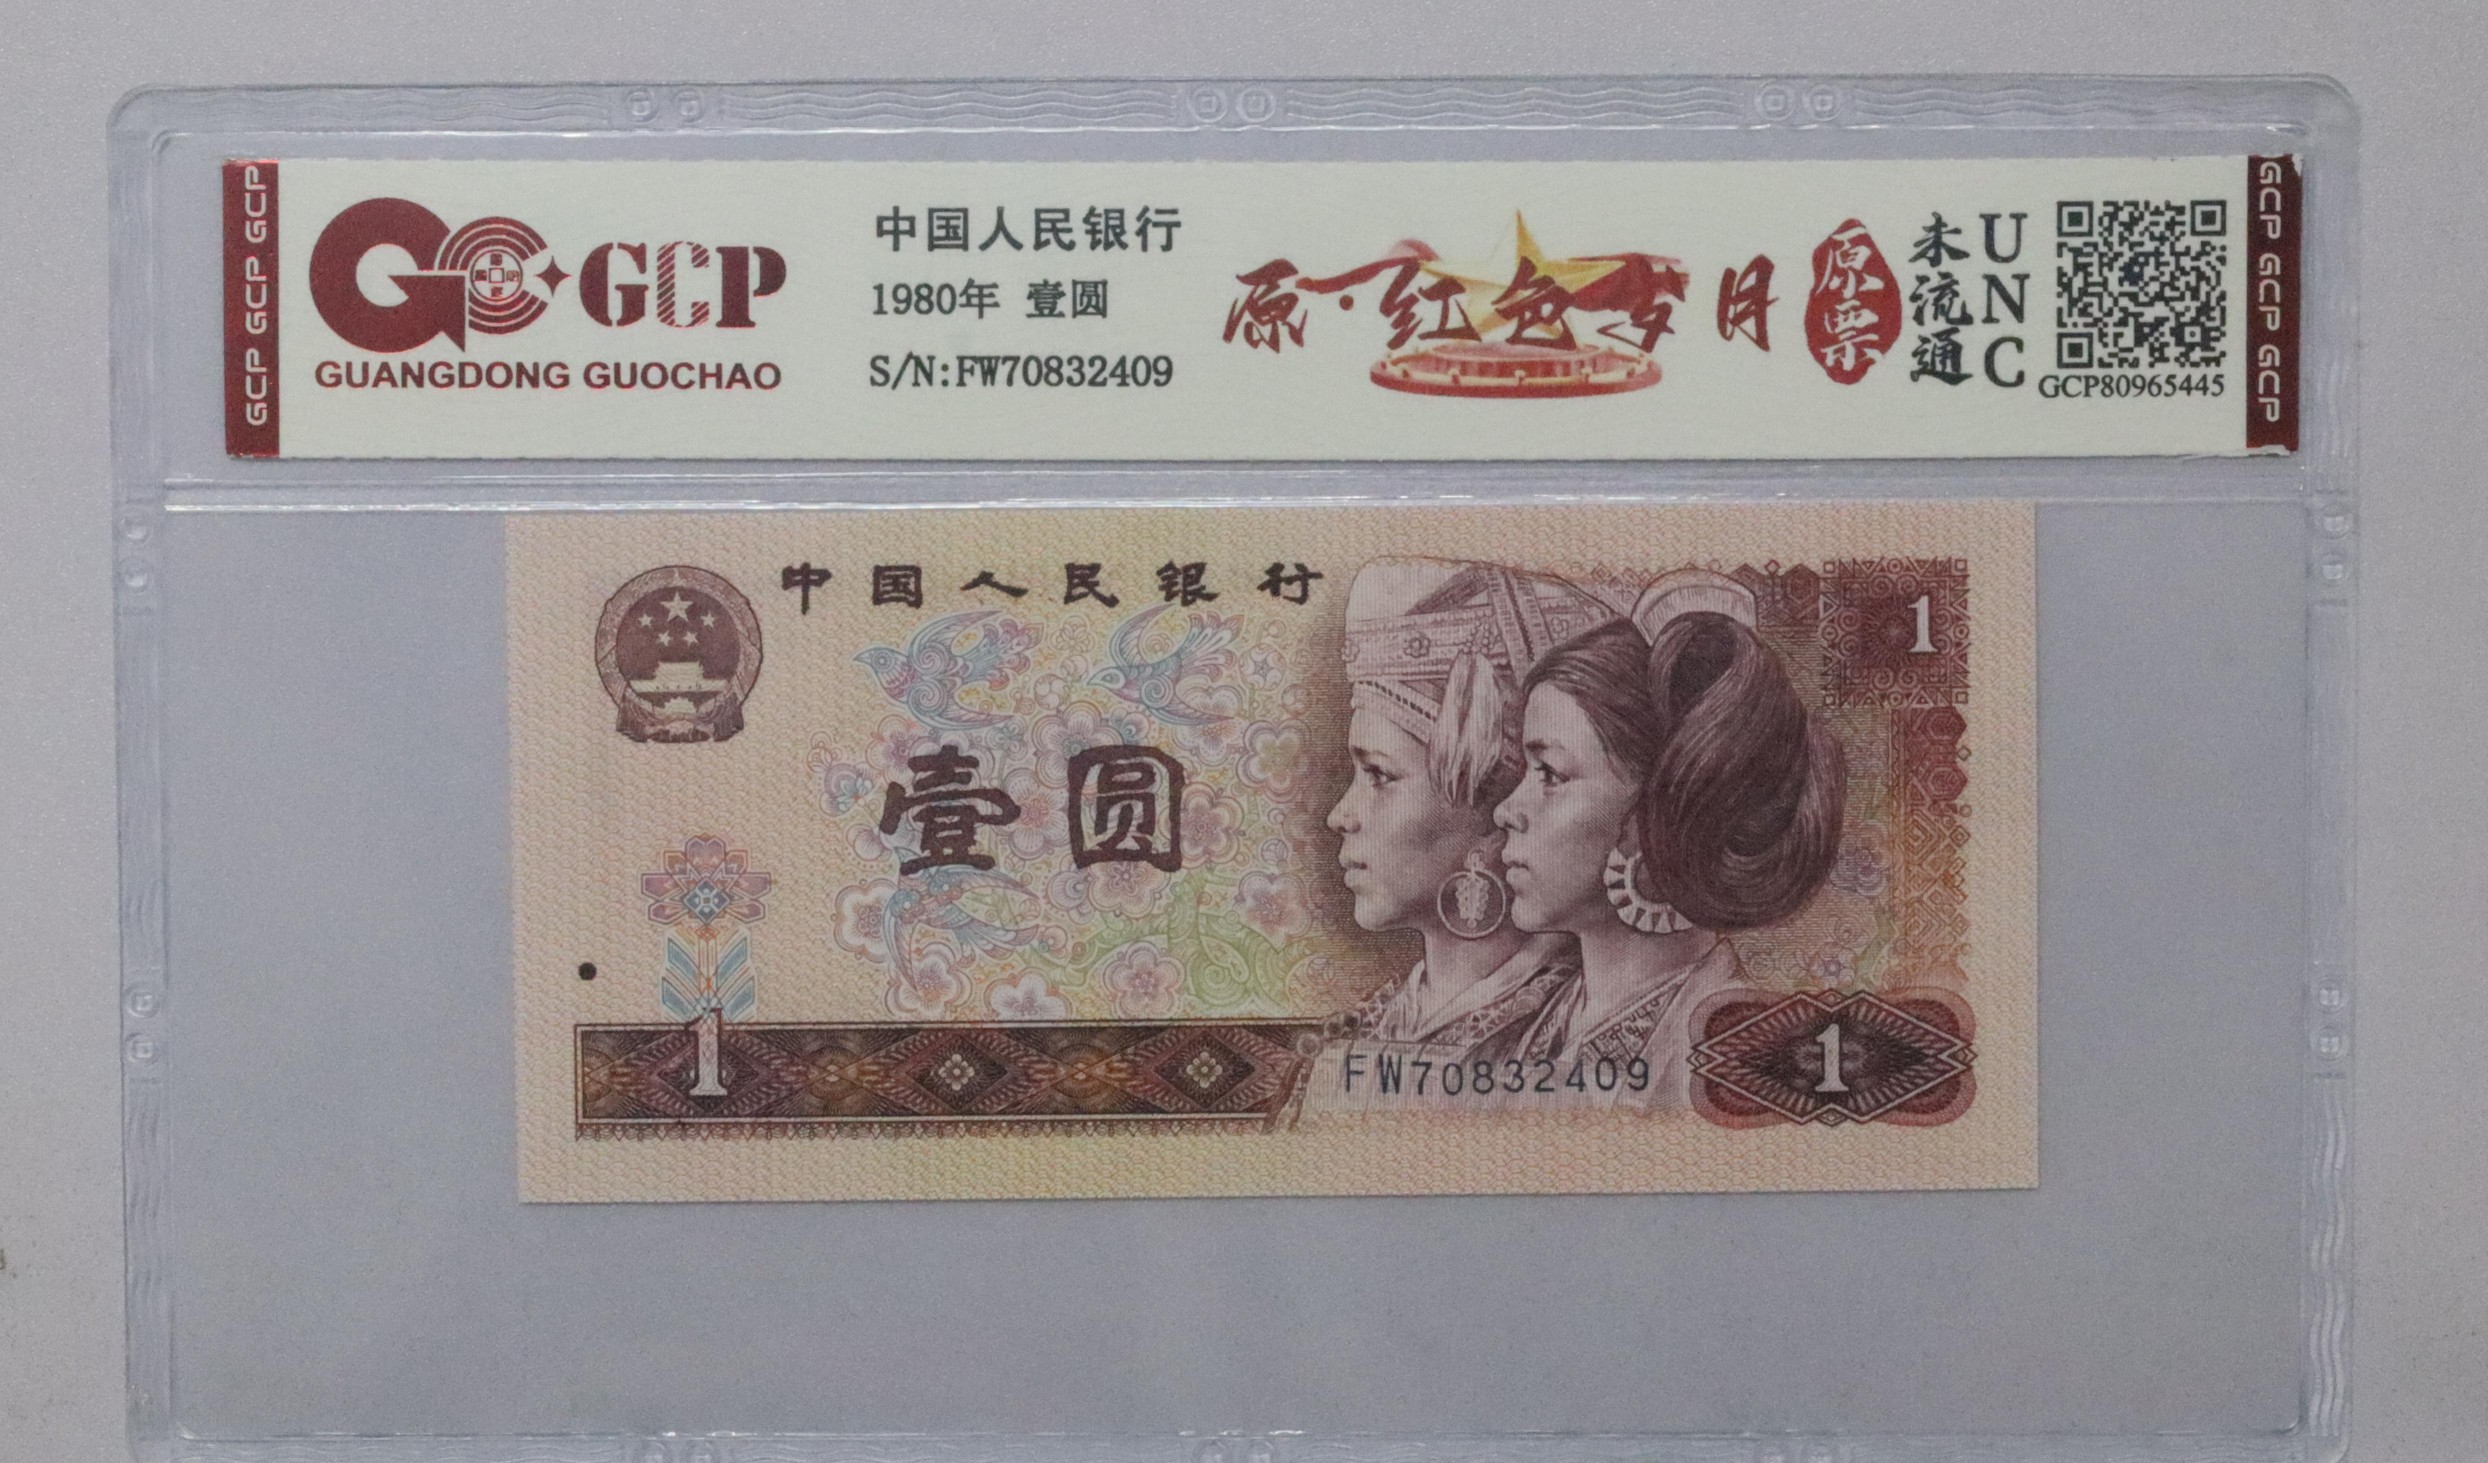 GCP GCP GCP
GCP
GUANGDONG GUOCHAO
中国人民银行
1980年 壹圆
S/N:FW70832409
原·红色岁月
原票
未流通
UNC
GCP80965445
GCP GCP GCP
中国人民银行
1
壹圆
1
FW70832409
1